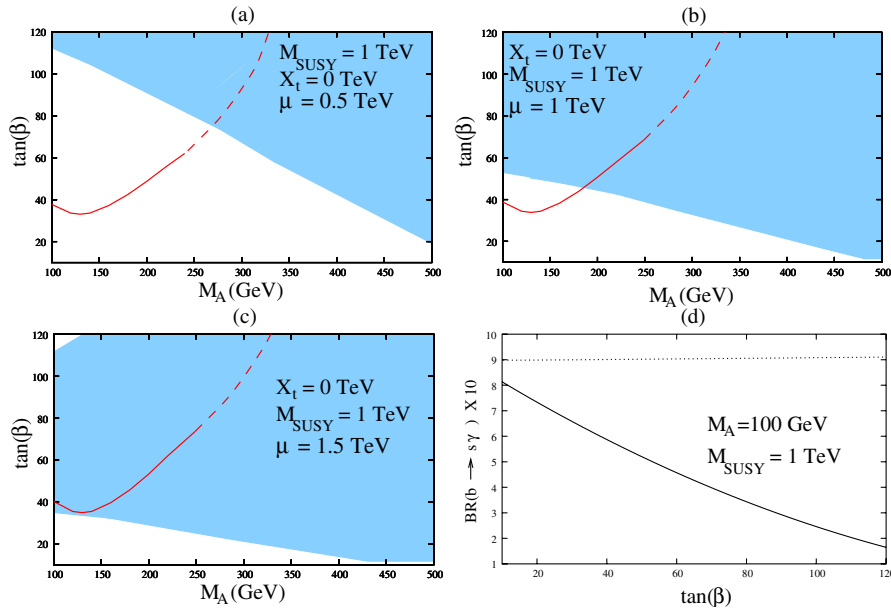 (a)
120
100
80
60
40
20
tan(β)
M_SUSY = 1 TeV
X_t = 0 TeV
μ = 0.5 TeV
100 150 200 250 300 350 400 450 500
M_A (GeV)
(b)
120
100
80
60
40
20
tan(β)
X_t = 0 TeV
M_SUSY = 1 TeV
μ = 1 TeV
100 150 200 250 300 350 400 450 500
M_A (GeV)
(c)
120
100
80
60
40
20
tan(β)
X_t = 0 TeV
M_SUSY = 1 TeV
μ = 1.5 TeV
100 150 200 250 300 350 400 450 500
M_A (GeV)
(d)
10
9
8
7
6
5
4
3
2
1
BR(b → s γ ) X 10
M_A=100 GeV
M_SUSY = 1 TeV
20 40 60 80 100 120
tan(β)